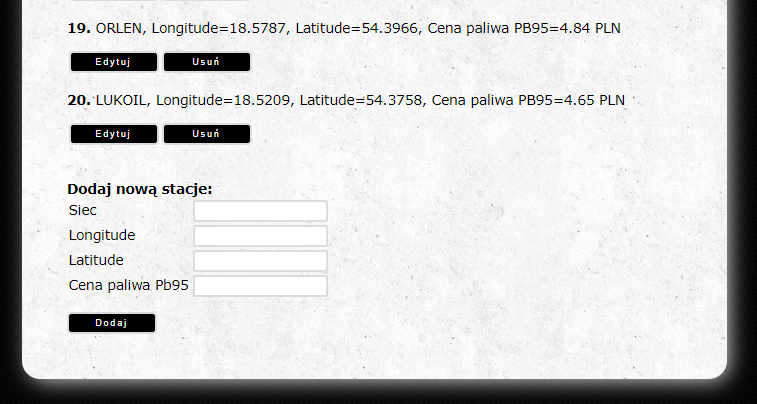 19. ORLEN, Longitude=18.5787, Latitude=54.3966, Cena paliwa PB95=4.84 PLN
Edytuj Usuń
20. LUKOIL, Longitude=18.5209, Latitude=54.3758, Cena paliwa PB95=4.65 PLN
Edytuj Usuń
Dodaj nową stacje:
Siec
Longitude
Latitude
Cena paliwa Pb95
Dodaj